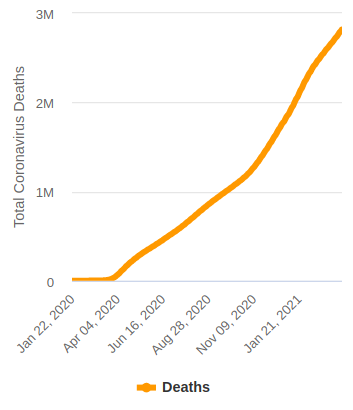 Total Coronavirus Deaths
3M
2M
1M
0
Jan 22, 2020
Apr 04, 2020
Jun 16, 2020
Aug 28, 2020
Nov 09, 2020
Jan 21, 2021
Deaths